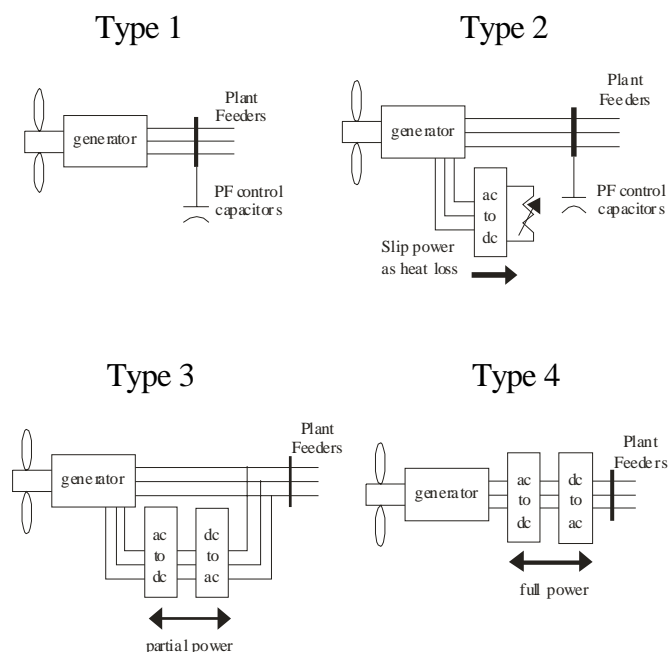 Type 1
Plant
Feeders
generator
PF control
capacitors
Type 2
Plant
Feeders
generator
ac
to
dc
PF control
capacitors
Slip power
as heat loss
Type 3
Plant
Feeders
generator
ac
to
dc
dc
to
ac
partial power
Type 4
Plant
Feeders
generator
ac
to
dc
dc
to
ac
full power